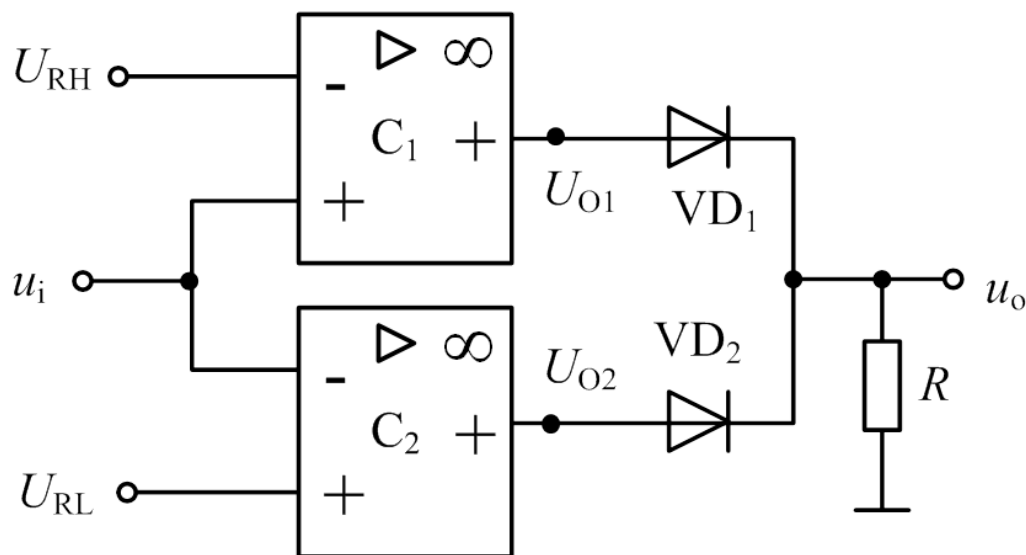 U_RH
- ▷ ∞
C₁ +
+
U_O1
VD₁
u_i
u_o
- ▷ ∞
C₂ +
+
U_O2
VD₂
R
U_RL